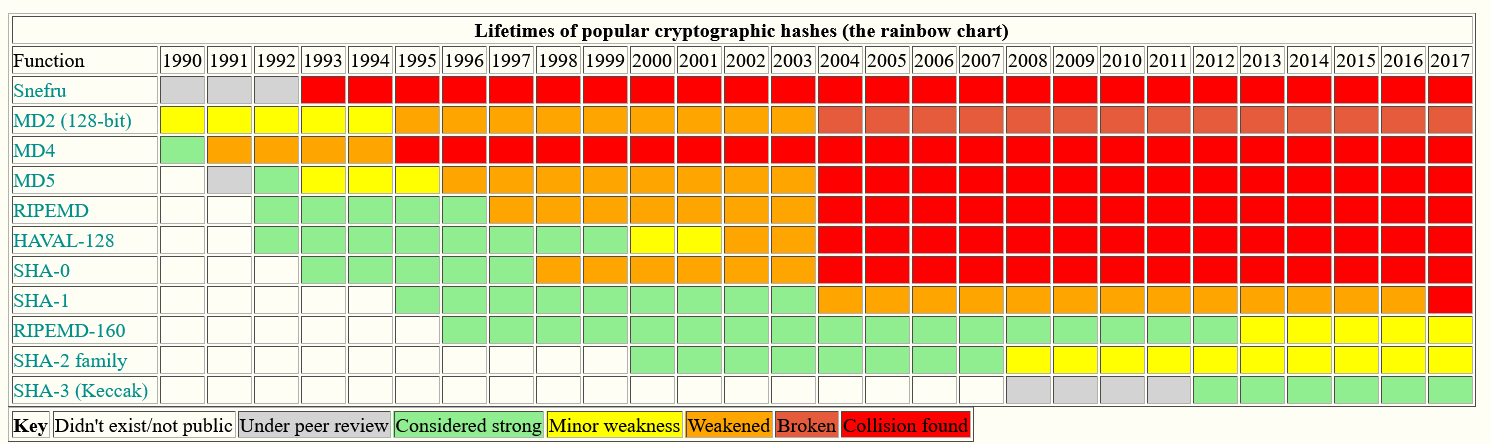 Lifetimes of popular cryptographic hashes (the rainbow chart)
Function 1990 1991 1992 1993 1994 1995 1996 1997 1998 1999 2000 2001 2002 2003 2004 2005 2006 2007 2008 2009 2010 2011 2012 2013 2014 2015 2016 2017
Snefru
MD2 (128-bit)
MD4
MD5
RIPEMD
HAVAL-128
SHA-0
SHA-1
RIPEMD-160
SHA-2 family
SHA-3 (Keccak)
Key Didn't exist/not public Under peer review Considered strong Minor weakness Weakened Broken Collision found